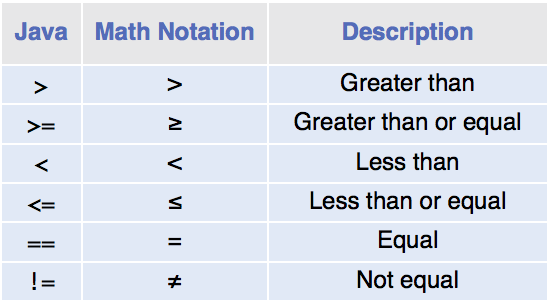 Java Math Notation Description
> > Greater than
>= ≥ Greater than or equal
< < Less than
<= ≤ Less than or equal
== = Equal
!= ≠ Not equal